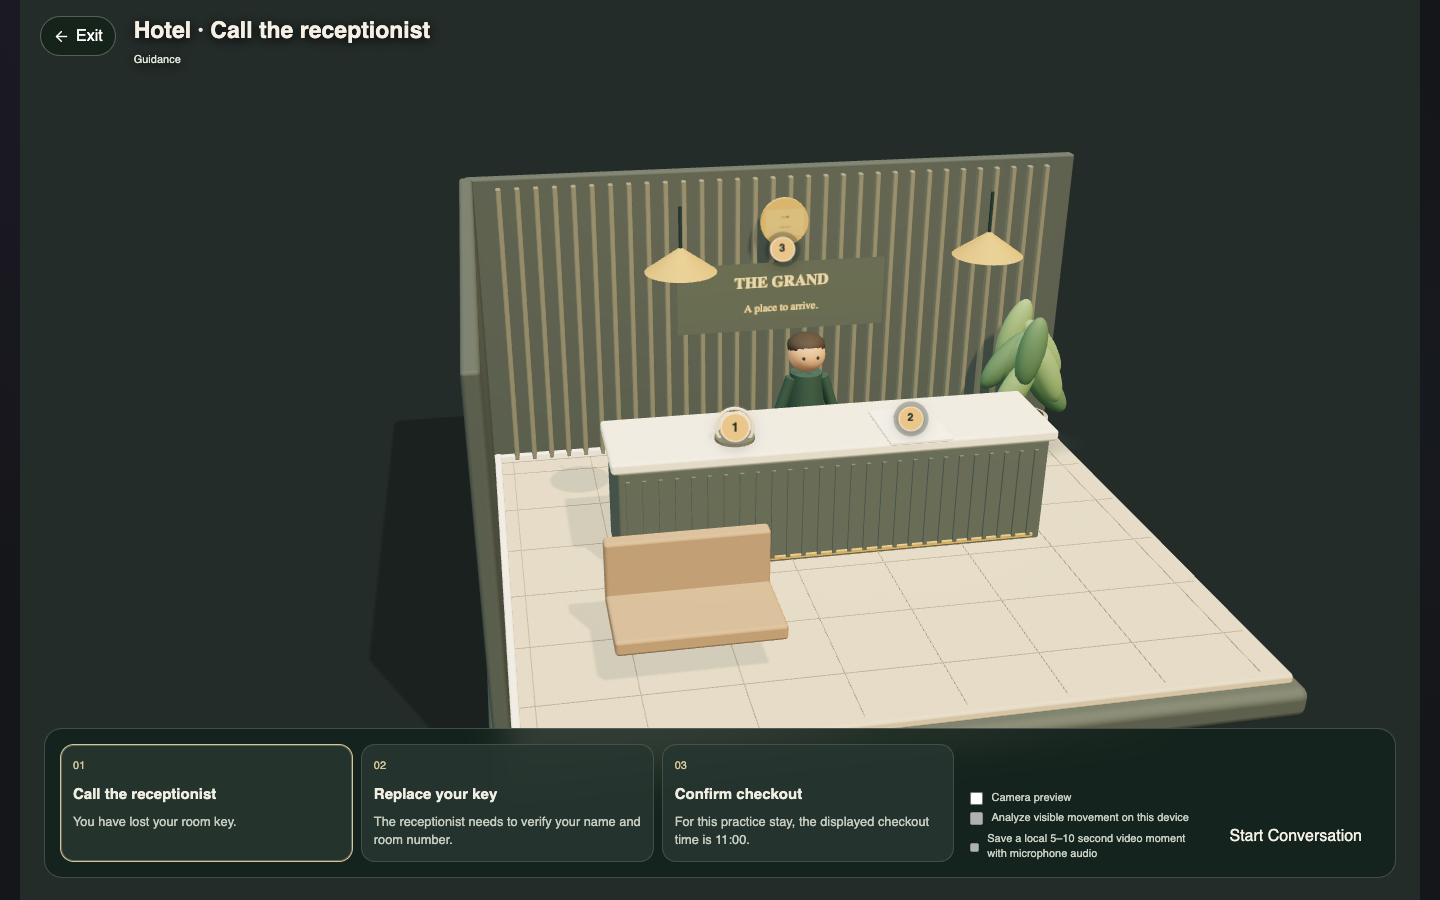 Exit
Hotel · Call the receptionist
Guidance
3
THE GRAND
A place to arrive.
1
2
01
Call the receptionist
You have lost your room key.
02
Replace your key
The receptionist needs to verify your name and
room number.
03
Confirm checkout
For this practice stay, the displayed checkout
time is 11:00.
Camera preview
Analyze visible movement on this device
Save a local 5–10 second video moment
with microphone audio
Start Conversation